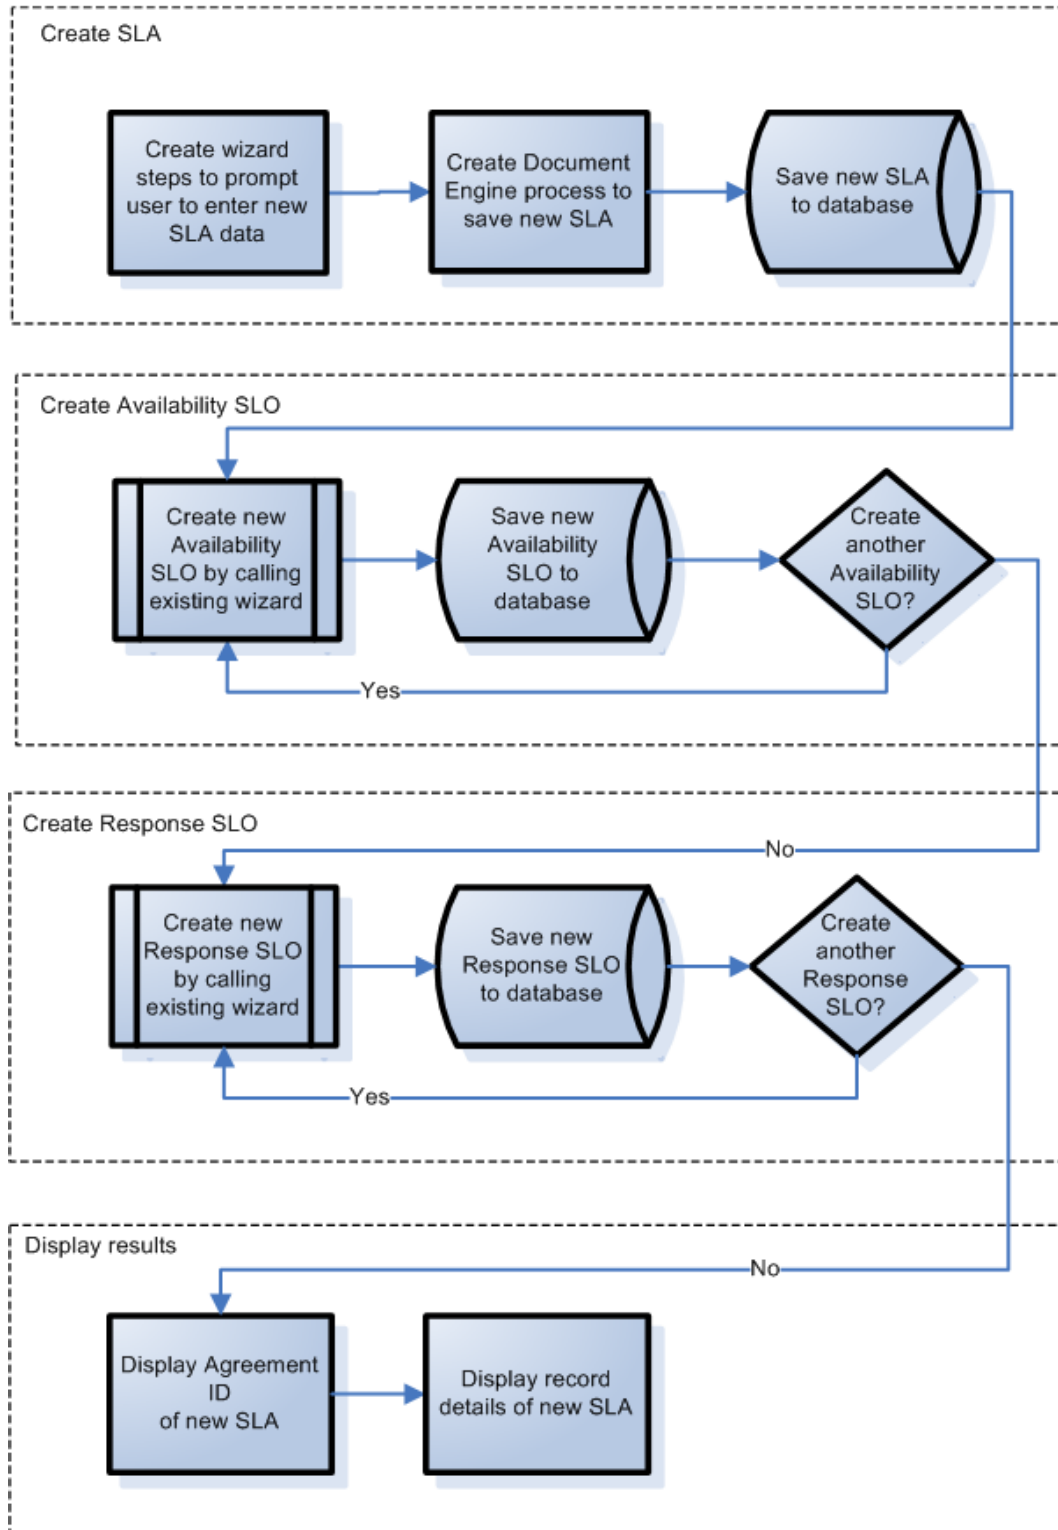 Create SLA
Create wizard
steps to prompt
user to enter new
SLA data
Create Document
Engine process to
save new SLA
Save new SLA
to database
Create Availability SLO
Create new
Availability
SLO by calling
existing wizard
Save new
Availability
SLO to
database
Create
another
Availability
SLO?
Yes
Create Response SLO
No
Create new
Response SLO
by calling
existing wizard
Save new
Response SLO
to database
Create
another
Response
SLO?
Yes
Display results
No
Display Agreement
ID
of new SLA
Display record
details of new SLA